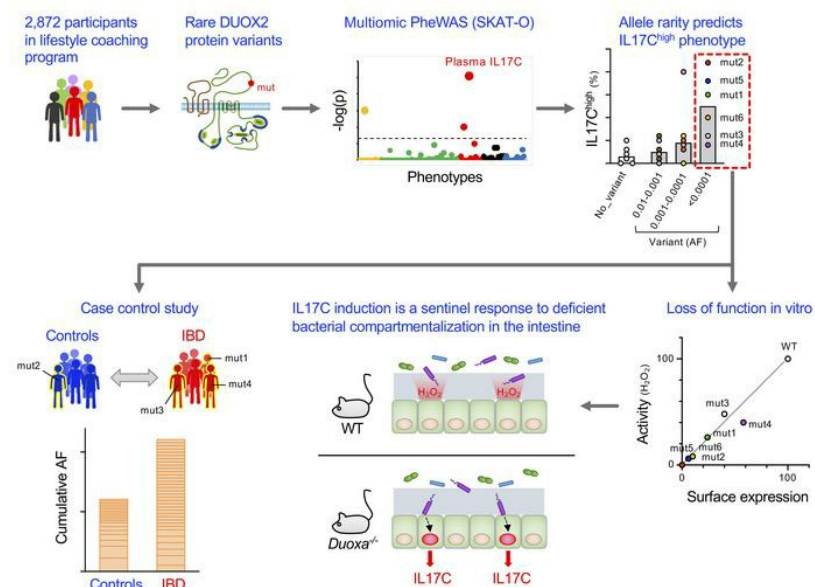 2,872 participants
in lifestyle coaching
program
Rare DUOX2
protein variants
mut
Multiomic PheWAS (SKAT-O)
Plasma IL17C
-log(p)
Phenotypes
Allele rarity predicts
IL17Chigh phenotype
IL17Chigh (%)
mut2
mut5
mut1
mut6
mut3
mut4
No_variant
0.01-0.001
0.001-0.0001
<0.0001
Variant (AF)
Case control study
Controls
IBD
mut2
mut1
mut4
mut3
Cumulative AF
Controls
IBD
IL17C induction is a sentinel response to deficient
bacterial compartmentalization in the intestine
H2O2
H2O2
WT
Duoxa-/-
IL17C
IL17C
Loss of function in vitro
Activity (H2O2)
100
0
WT
mut3
mut4
mut1
mut5
mut6
mut2
0
100
Surface expression